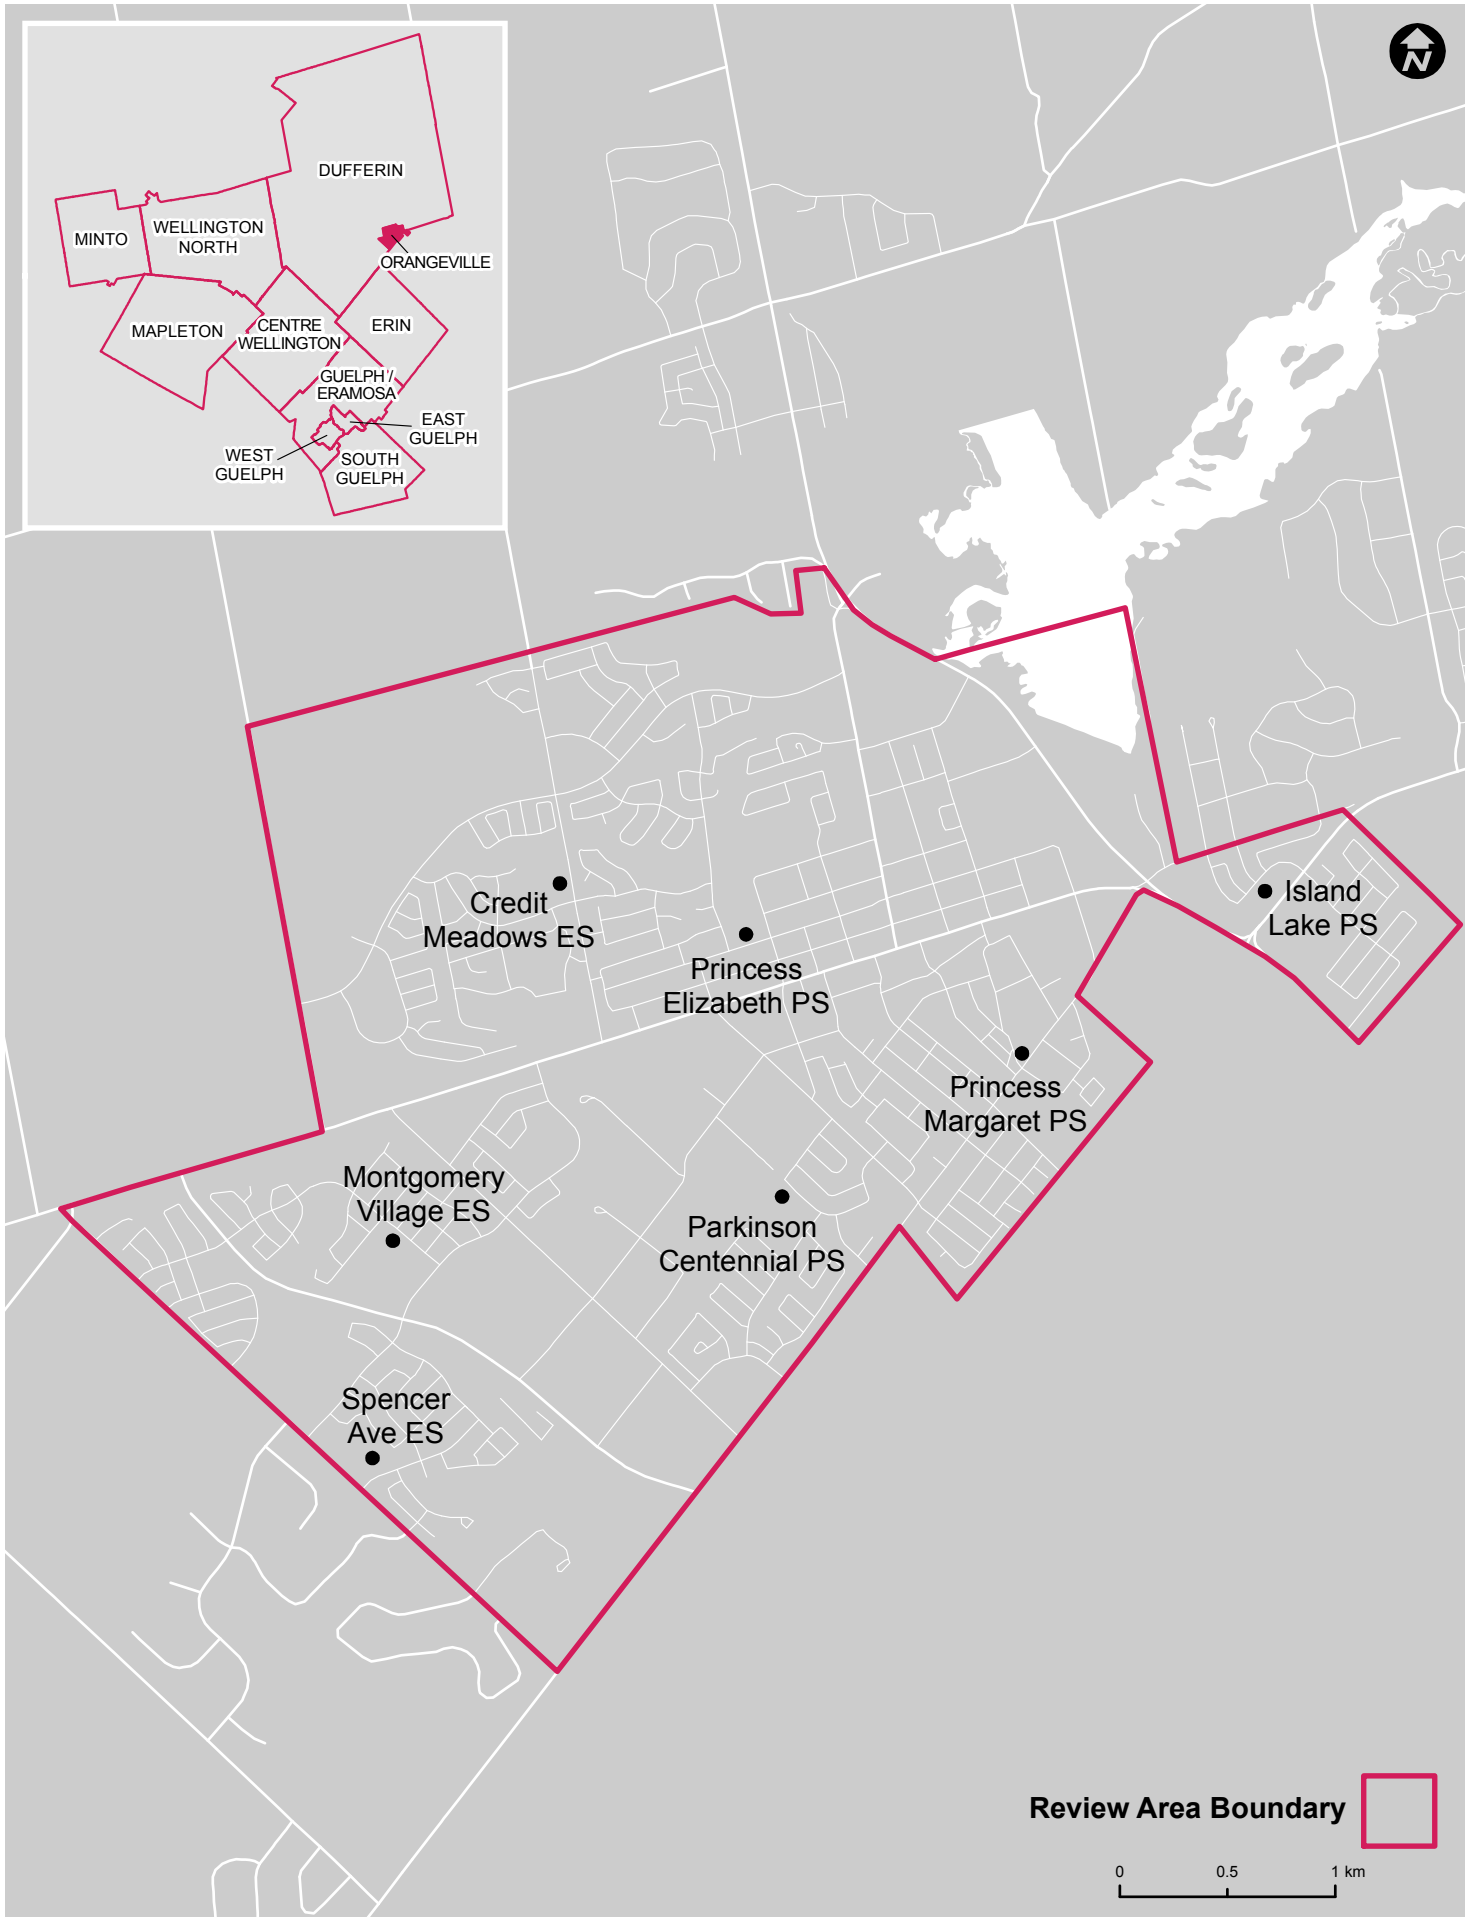 N
DUFFERIN
MINTO
WELLINGTON
NORTH
ORANGEVILLE
MAPLETON
CENTRE
WELLINGTON
ERIN
GUELPH /
ERAMOSA
EAST
GUELPH
WEST
GUELPH
SOUTH
GUELPH
Credit
Meadows ES
Island
Lake PS
Princess
Elizabeth PS
Princess
Margaret PS
Montgomery
Village ES
Parkinson
Centennial PS
Spencer
Ave ES
Review Area Boundary
0 0.5 1 km